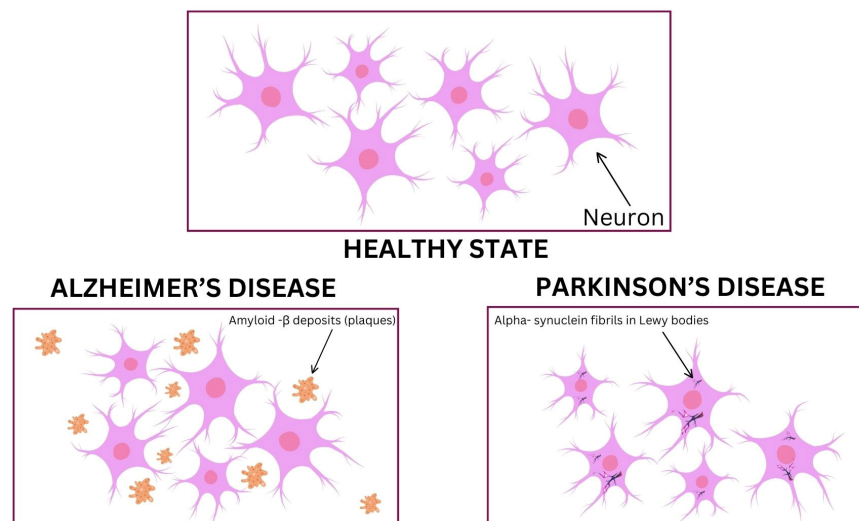 Neuron
HEALTHY STATE
ALZHEIMER'S DISEASE
Amyloid -β deposits (plaques)
PARKINSON'S DISEASE
Alpha- synuclein fibrils in Lewy bodies